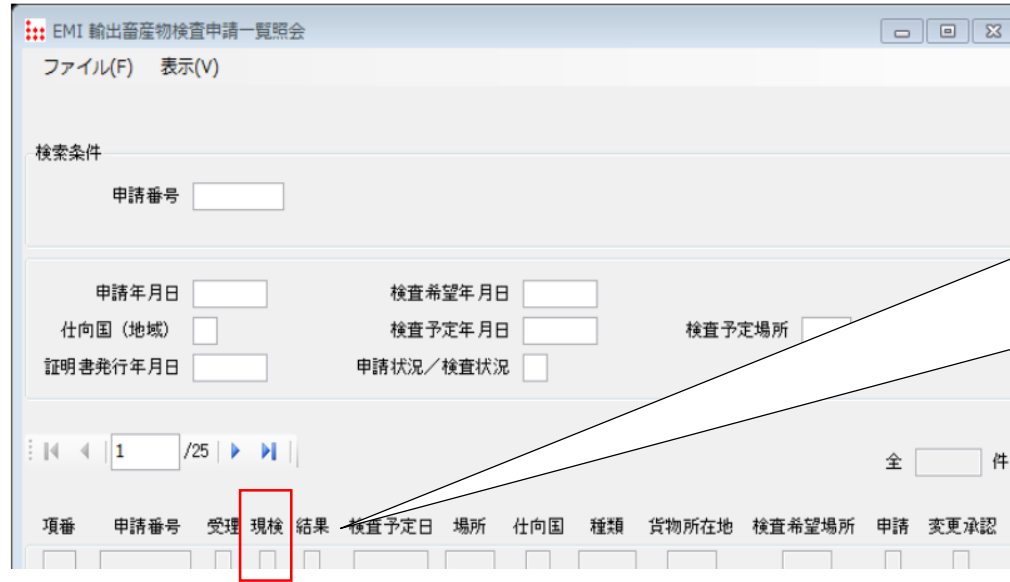 EMI 輸出畜産物検査申請一覧照会
ファイル(F) 表示(V)
検索条件
申請番号
申請年月日 検査希望年月日
仕向国（地域） 検査予定年月日 検査予定場所
証明書発行年月日 申請状況／検査状況
1 /25
全 件
項番 申請番号 受理 現検 結果 検査予定日 場所 仕向国 種類 貨物所在地 検査希望場所 申請 変更承認